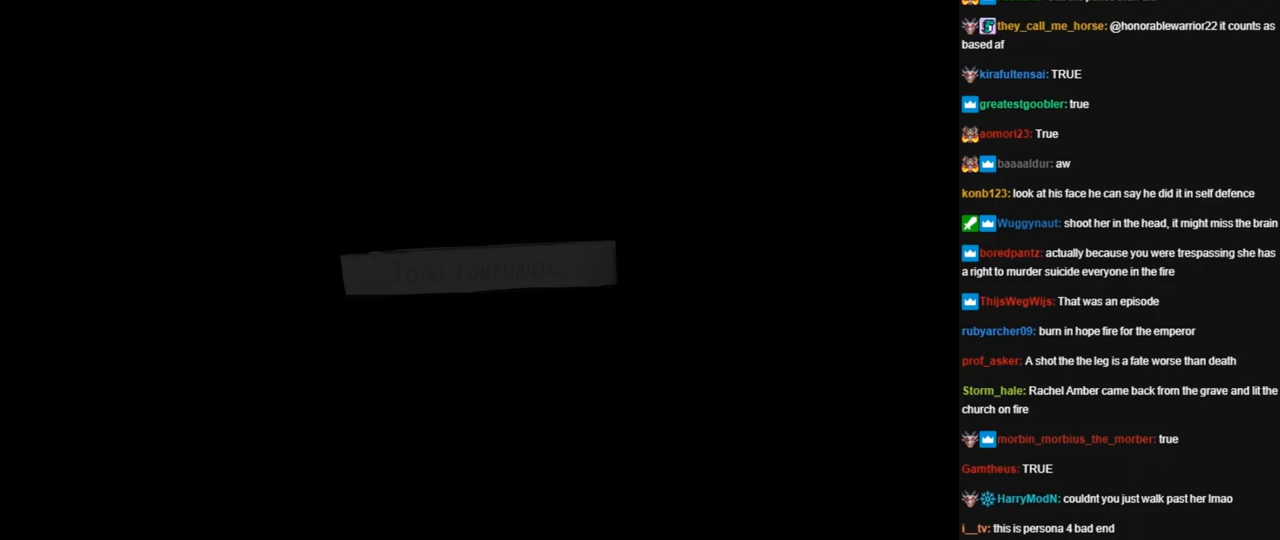 TO BE CONTINUED...
they_call_me_horse: @honorablewarrior22 it counts as
based af
kirafultensai: TRUE
greatestgoobler: true
aomori23: True
baaaaldur: aw
konb123: look at his face he can say he did it in self defence
Wuggynaut: shoot her in the head, it might miss the brain
boredpantz: actually because you were trespassing she has
a right to murder suicide everyone in the fire
ThijsWegWijs: That was an episode
rubyarcher09: burn in hope fire for the emperor
prof_asker: A shot the the leg is a fate worse than death
Storm_hale: Rachel Amber came back from the grave and lit the
church on fire
morbin_morbius_the_morber: true
Gamtheus: TRUE
HarryModN: couldnt you just walk past her lmao
i__tv: this is persona 4 bad end